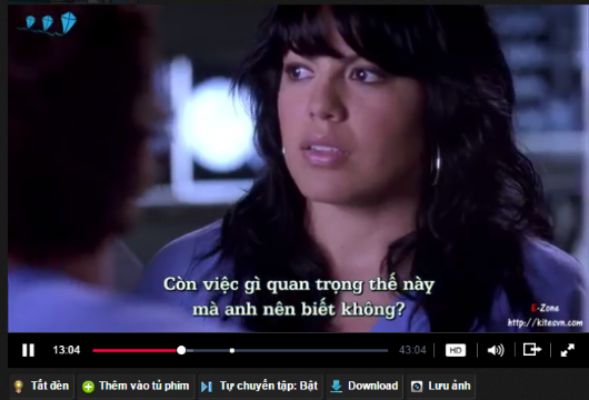 Còn việc gì quan trọng thế này
mà anh nên biết không?
E-Zone
http://kitesvn.com
13:04
43:04
HD
Tắt đèn
Thêm vào tủ phim
Tự chuyển tập: Bật
Download
Lưu ảnh